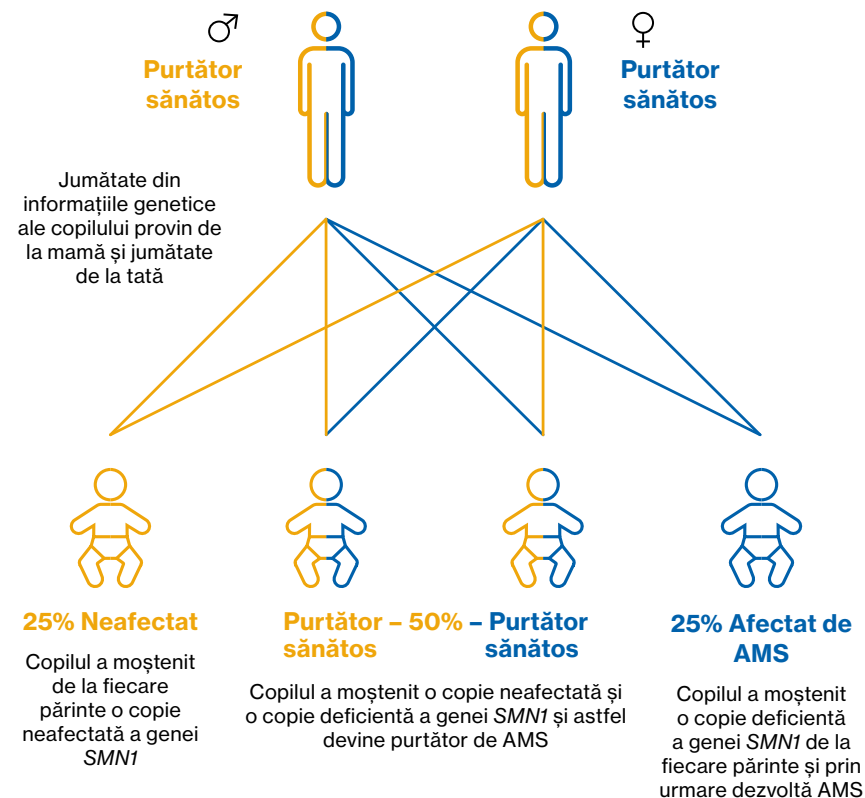 ♂
Purtător
sănătos
♀
Purtător
sănătos
Jumătate din
informațiile genetice
ale copilului provin de
la mamă și jumătate
de la tată
25% Neafectat
Copilul a moștenit
de la fiecare
părinte o copie
neafectată a genei
SMN1
Purtător – 50% – Purtător
sănătos sănătos
Copilul a moștenit o copie neafectată și
o copie deficientă a genei SMN1 și astfel
devine purtător de AMS
25% Afectat de
AMS
Copilul a moștenit
o copie deficientă
a genei SMN1 de la
fiecare părinte și prin
urmare dezvoltă AMS